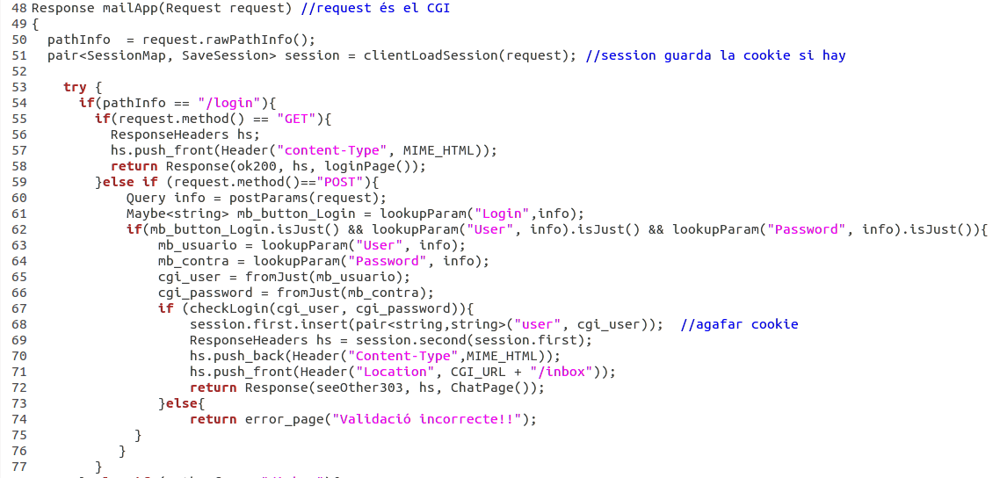 48 Response mailApp(Request request) //request és el CGI
49 {
50   pathInfo  = request.rawPathInfo();
51   pair<SessionMap, SaveSession> session = clientLoadSession(request); //session guarda la cookie si hay
52
53     try {
54       if(pathInfo == "/login"){
55         if(request.method() == "GET"){
56           ResponseHeaders hs;
57           hs.push_front(Header("content-Type", MIME_HTML));
58           return Response(ok200, hs, loginPage());
59         }else if (request.method()=="POST"){
60             Query info = postParams(request);
61             Maybe<string> mb_button_Login = lookupParam("Login",info);
62             if(mb_button_Login.isJust() && lookupParam("User", info).isJust() && lookupParam("Password", info).isJust()){
63                 mb_usuario = lookupParam("User", info);
64                 mb_contra = lookupParam("Password", info);
65                 cgi_user = fromJust(mb_usuario);
66                 cgi_password = fromJust(mb_contra);
67                 if (checkLogin(cgi_user, cgi_password)){
68                     session.first.insert(pair<string,string>("user", cgi_user));  //agafar cookie
69                     ResponseHeaders hs = session.second(session.first);
70                     hs.push_back(Header("Content-Type",MIME_HTML));
71                     hs.push_front(Header("Location", CGI_URL + "/inbox"));
72                     return Response(seeOther303, hs, ChatPage());
73                 }else{
74                     return error_page("Validació incorrecte!!");
75              }
76            }
77         }